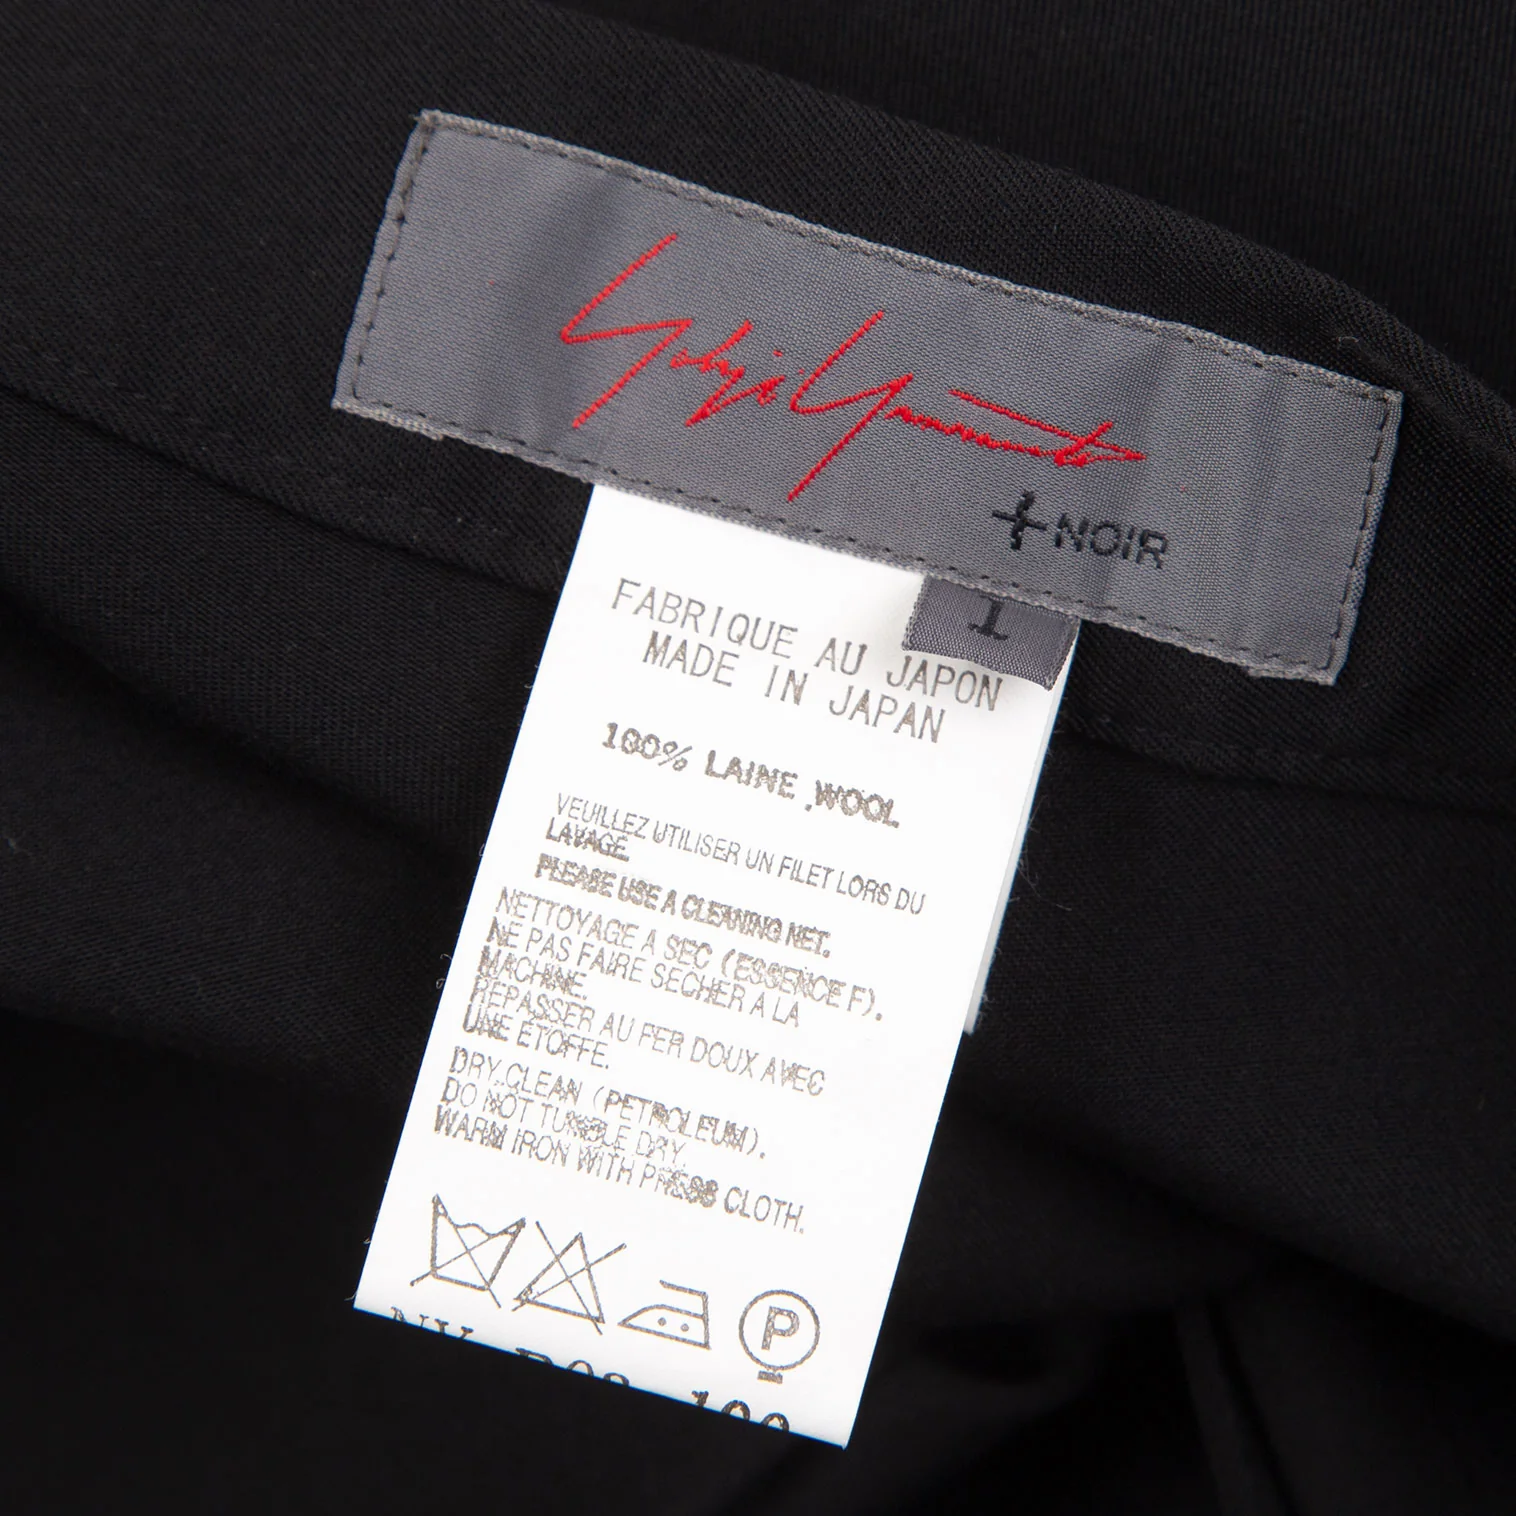 Yohji Yamamoto
+NOIR
1
FABRIQUE AU JAPON
MADE IN JAPAN
100% LAINE,WOOL
VEUILLEZ UTILISER UN FILET LORS DU
LAVAGE.
PLEASE USE A CLEANING NET.
NETTOYAGE A SEC (ESSENCE F).
NE PAS FAIRE SECHER A LA
MACHINE.
REPASSER AU FER DOUX AVEC
UNE ETOFFE.
DRY CLEAN (PETROLEUM).
DO NOT TUMBLE DRY.
WARM IRON WITH PRESS CLOTH.
P